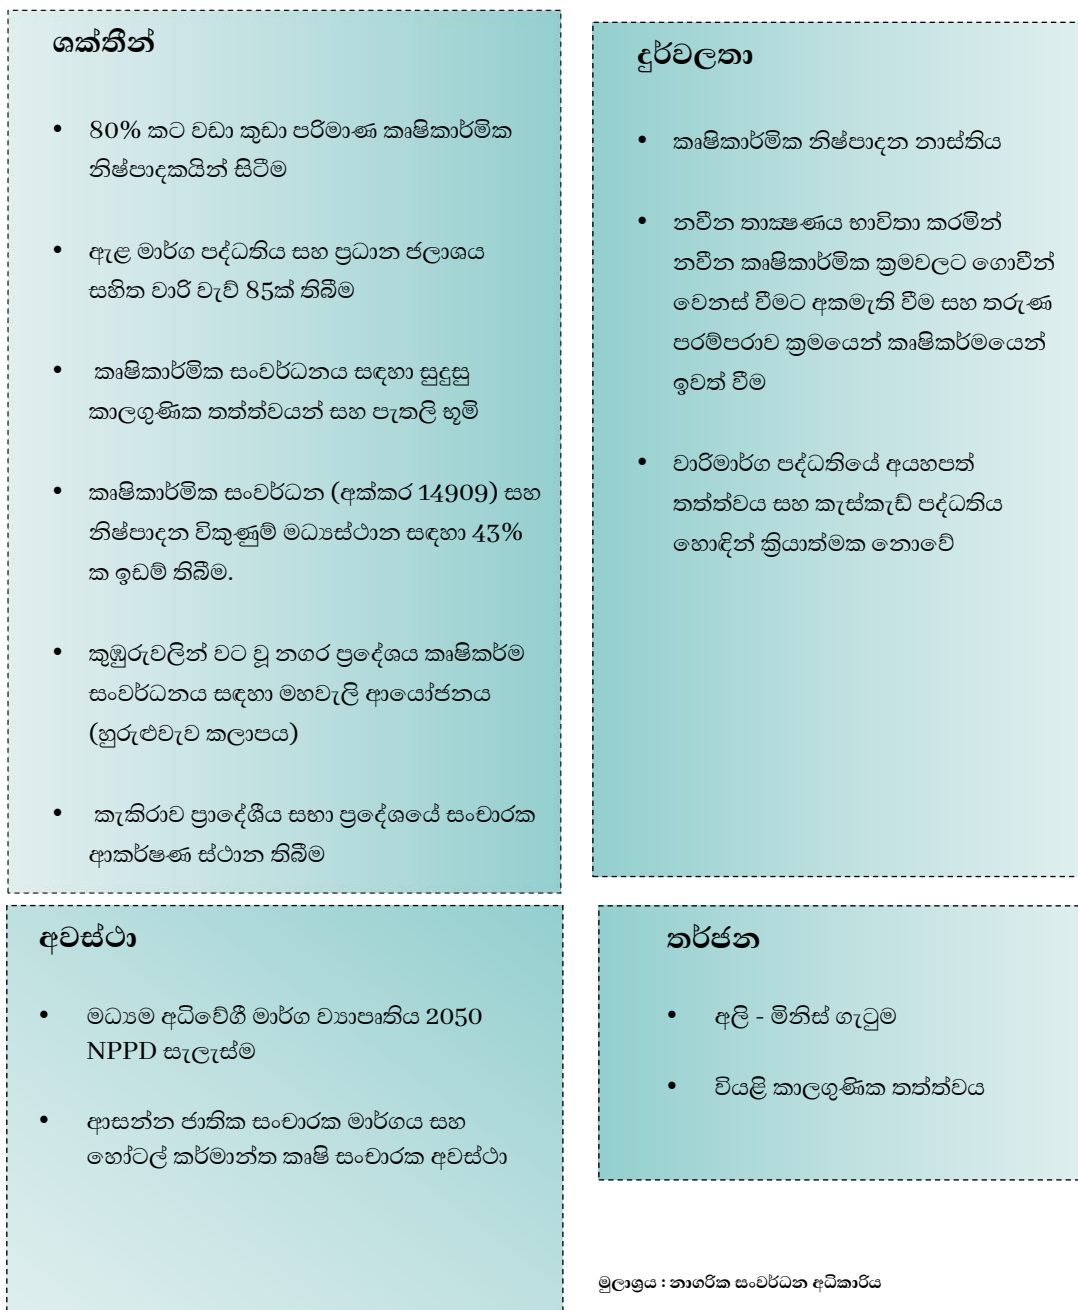 ශක්තීන්
• 80% කට වඩා කුඩා පරිමාණ කෘෂිකාර්මික
නිෂ්පාදකයින් සිටීම
• ඇළ මාර්ග පද්ධතිය සහ ප්‍රධාන ජලාශය
සහිත වාරි වැව් 85ක් තිබීම
• කෘෂිකාර්මික සංවර්ධනය සඳහා සුදුසු
කාලගුණික තත්ත්වයන් සහ පැතලි භූමි
• කෘෂිකාර්මික සංවර්ධන (අක්කර 14909) සහ
නිෂ්පාදන විකුණුම් මධ්‍යස්ථාන සඳහා 43%
ක ඉඩම් තිබීම.
• කුඹුරුවලින් වට වූ නගර ප්‍රදේශය කෘෂිකර්ම
සංවර්ධනය සඳහා මහවැලි ආයෝජනය
(හුරුළුවැව කලාපය)
• කැකිරාව ප්‍රාදේශීය සභා ප්‍රදේශයේ සංචාරක
ආකර්ෂණ ස්ථාන තිබීම
දුර්වලතා
• කෘෂිකාර්මික නිෂ්පාදන නාස්තිය
• නවීන තාක්‍ෂණය භාවිතා කරමින්
නවීන කෘෂිකාර්මික ක්‍රමවලට ගොවීන්
වෙනස් වීමට අකමැති වීම සහ තරුණ
පරම්පරාව ක්‍රමයෙන් කෘෂිකර්මයෙන්
ඉවත් වීම
• වාරිමාර්ග පද්ධතියේ අයහපත්
තත්ත්වය සහ කැස්කැඩ් පද්ධතිය
හොඳින් ක්‍රියාත්මක නොවේ
අවස්ථා
• මධ්‍යම අධිවේගී මාර්ග ව්‍යාපෘතිය 2050
NPPD සැලැස්ම
• ආසන්න ජාතික සංචාරක මාර්ගය සහ
හෝටල් කර්මාන්ත කෘෂි සංචාරක අවස්ථා
තර්ජන
• අලි - මිනිස් ගැටුම
• වියළි කාලගුණික තත්ත්වය
මුලාශ්‍රය : නාගරික සංවර්ධන අධිකාරිය